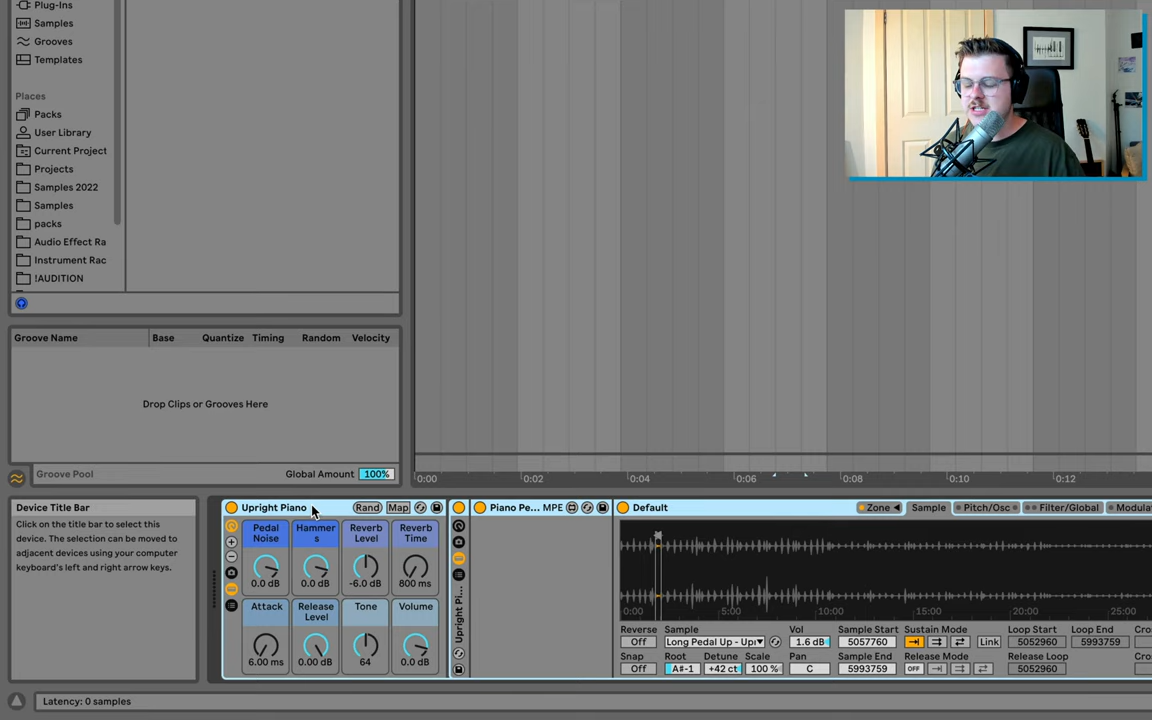 Plug-Ins
Samples
Grooves
Templates
Places
Packs
User Library
Current Project
Projects
Samples 2022
Samples
packs
Audio Effect Ra
Instrument Rac
!AUDITION
Groove Name Base Quantize Timing Random Velocity
Drop Clips or Grooves Here
Groove Pool Global Amount 100%
0:00 0:02 0:04 0:06 0:08 0:10 0:12
Device Title Bar
Click on the title bar to select this
device. The selection can be moved to
adjacent devices using your computer
keyboard's left and right arrow keys.
Upright Piano Rand Map
Pedal Noise
Hammers
Reverb Level
Reverb Time
0.0 dB 0.0 dB -6.0 dB 800 ms
Attack
Release Level
Tone
Volume
6.00 ms 0.00 dB 64 0.0 dB
Upright Pi...
Piano Pe... MPE
Default Zone Sample Pitch/Osc Filter/Global Modula
0:00 5:00 10:00 15:00 20:00 25:00
Reverse Sample Vol Sample Start Sustain Mode Loop Start Loop End Cro
Off Long Pedal Up - Upr 1.6 dB 5057760 Link 5052960 5993759
Snap Root Detune Scale Pan Sample End Release Mode Release Loop Cro
Off A#-1 +42 ct 100 % C 5993759 OFF 5052960
Latency: 0 samples